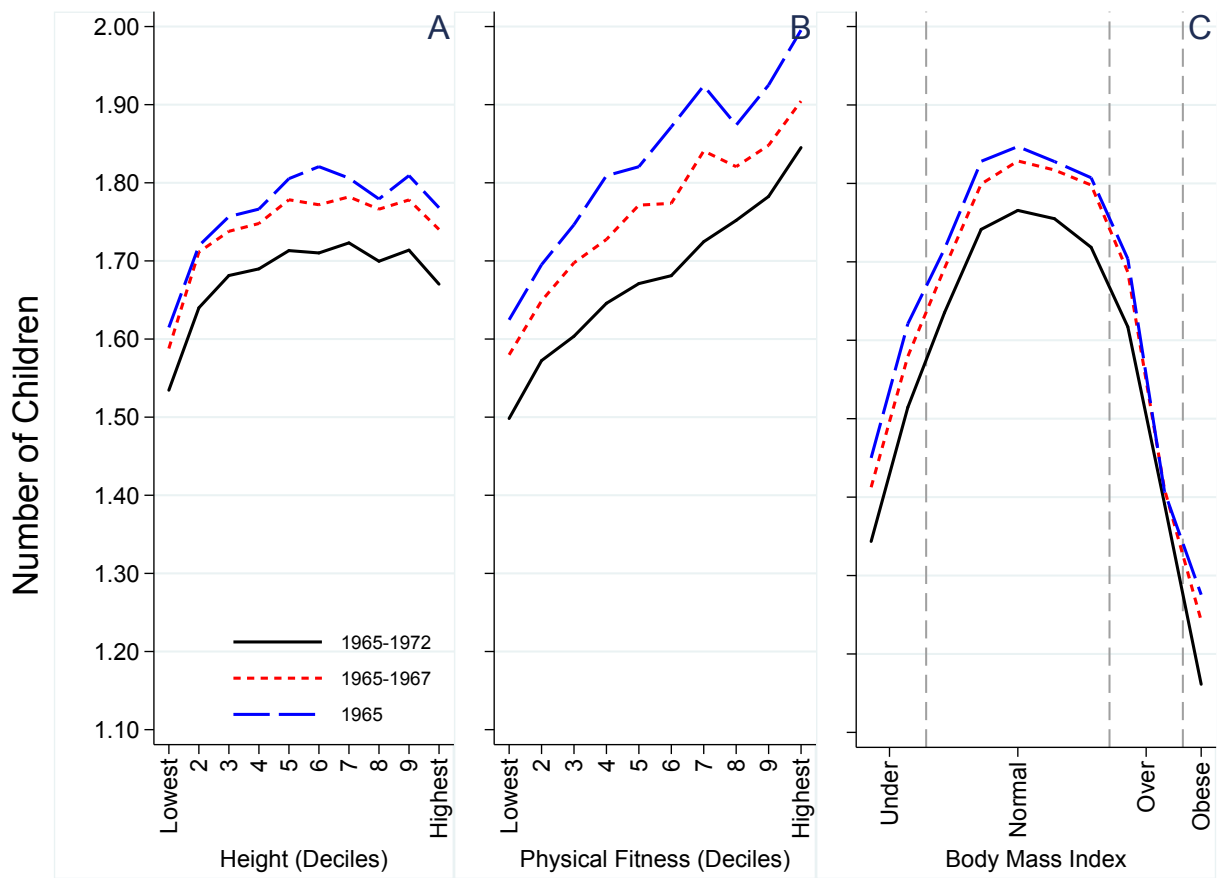 A
B
C
Number of Children
2.00
1.90
1.80
1.70
1.60
1.50
1.40
1.30
1.20
1.10
1965-1972
1965-1967
1965
Lowest
2
3
4
5
6
7
8
9
Highest
Height (Deciles)
Lowest
2
3
4
5
6
7
8
9
Highest
Physical Fitness (Deciles)
Under
Normal
Over
Obese
Body Mass Index